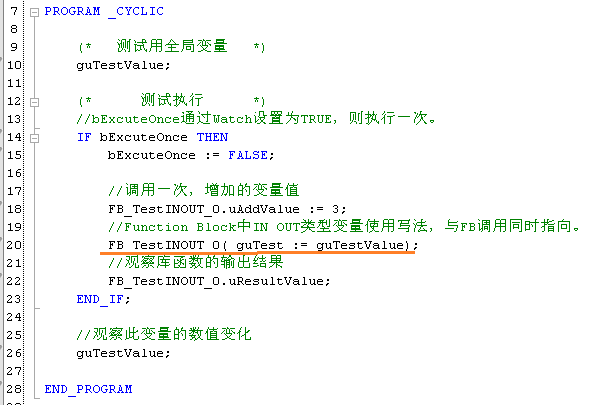 7 PROGRAM _CYCLIC
8
9 (* 测试用全局变量 *)
10 guTestValue;
11
12 (* 测试执行 *)
13 //bExcuteOnce通过Watch设置为TRUE，则执行一次。
14 IF bExcuteOnce THEN
15 bExcuteOnce := FALSE;
16
17 //调用一次，增加的变量值
18 FB_TestINOUT_0.uAddValue := 3;
19 //Function Block中IN OUT类型变量使用写法，与FB调用同时指向。
20 FB_TestINOUT_0( guTest := guTestValue);
21 //观察库函数的输出结果
22 FB_TestINOUT_0.uResultValue;
23 END_IF;
24
25 //观察此变量的数值变化
26 guTestValue;
27
28 END_PROGRAM